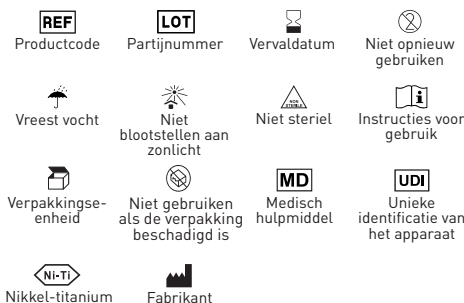 REF
Productcode
LOT
Partijnummer
Vervaldatum
2
Niet opnieuw
gebruiken
Vreest vocht
Niet
blootstellen aan
zonlicht
NON
STERILE
Niet steriel
i
Instructies voor
gebruik
Verpakkingse-
enheid
Niet gebruiken
als de verpakking
beschadigd is
MD
Medisch
hulpmiddel
UDI
Unieke
identificatie van
het apparaat
Ni-Ti
Nikkel-titanium
Fabrikant